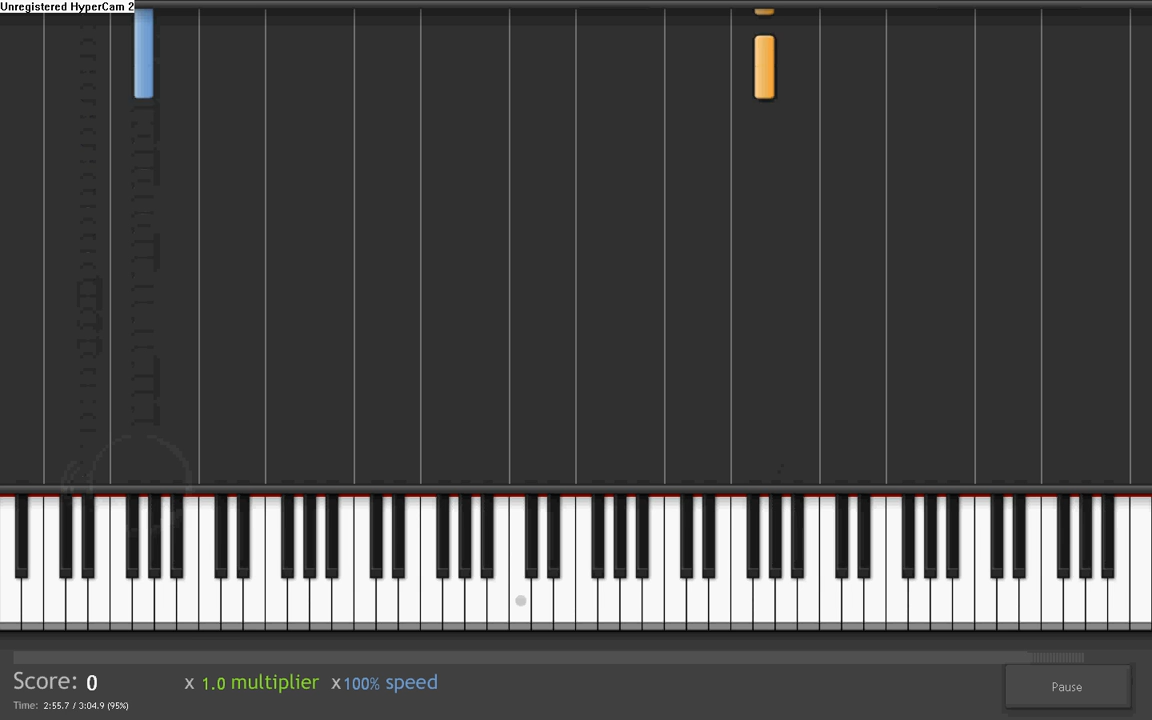 Unregistered HyperCam 2
Score: 0 x 1.0 multiplier x100% speed
Pause
Time: 2:55.7 / 3:04.9 (95%)